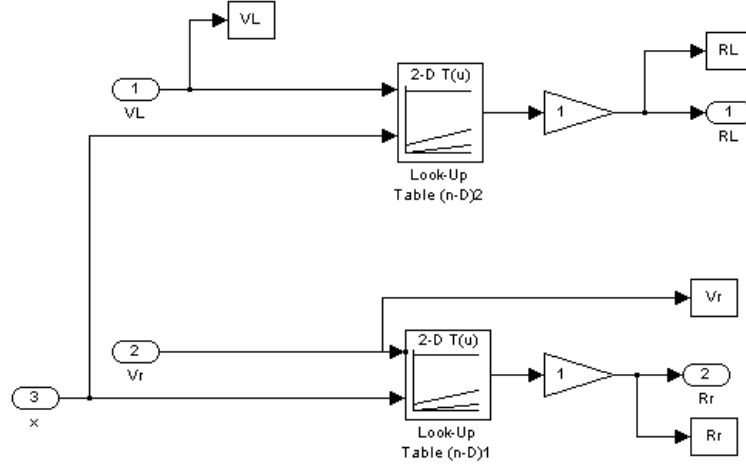 VL
1
VL
2-D T(u)
Look-Up
Table (n-D)2
1
RL
1
RL
2
Vr
3
x
2-D T(u)
Look-Up
Table (n-D)1
1
Vr
2
Rr
Rr